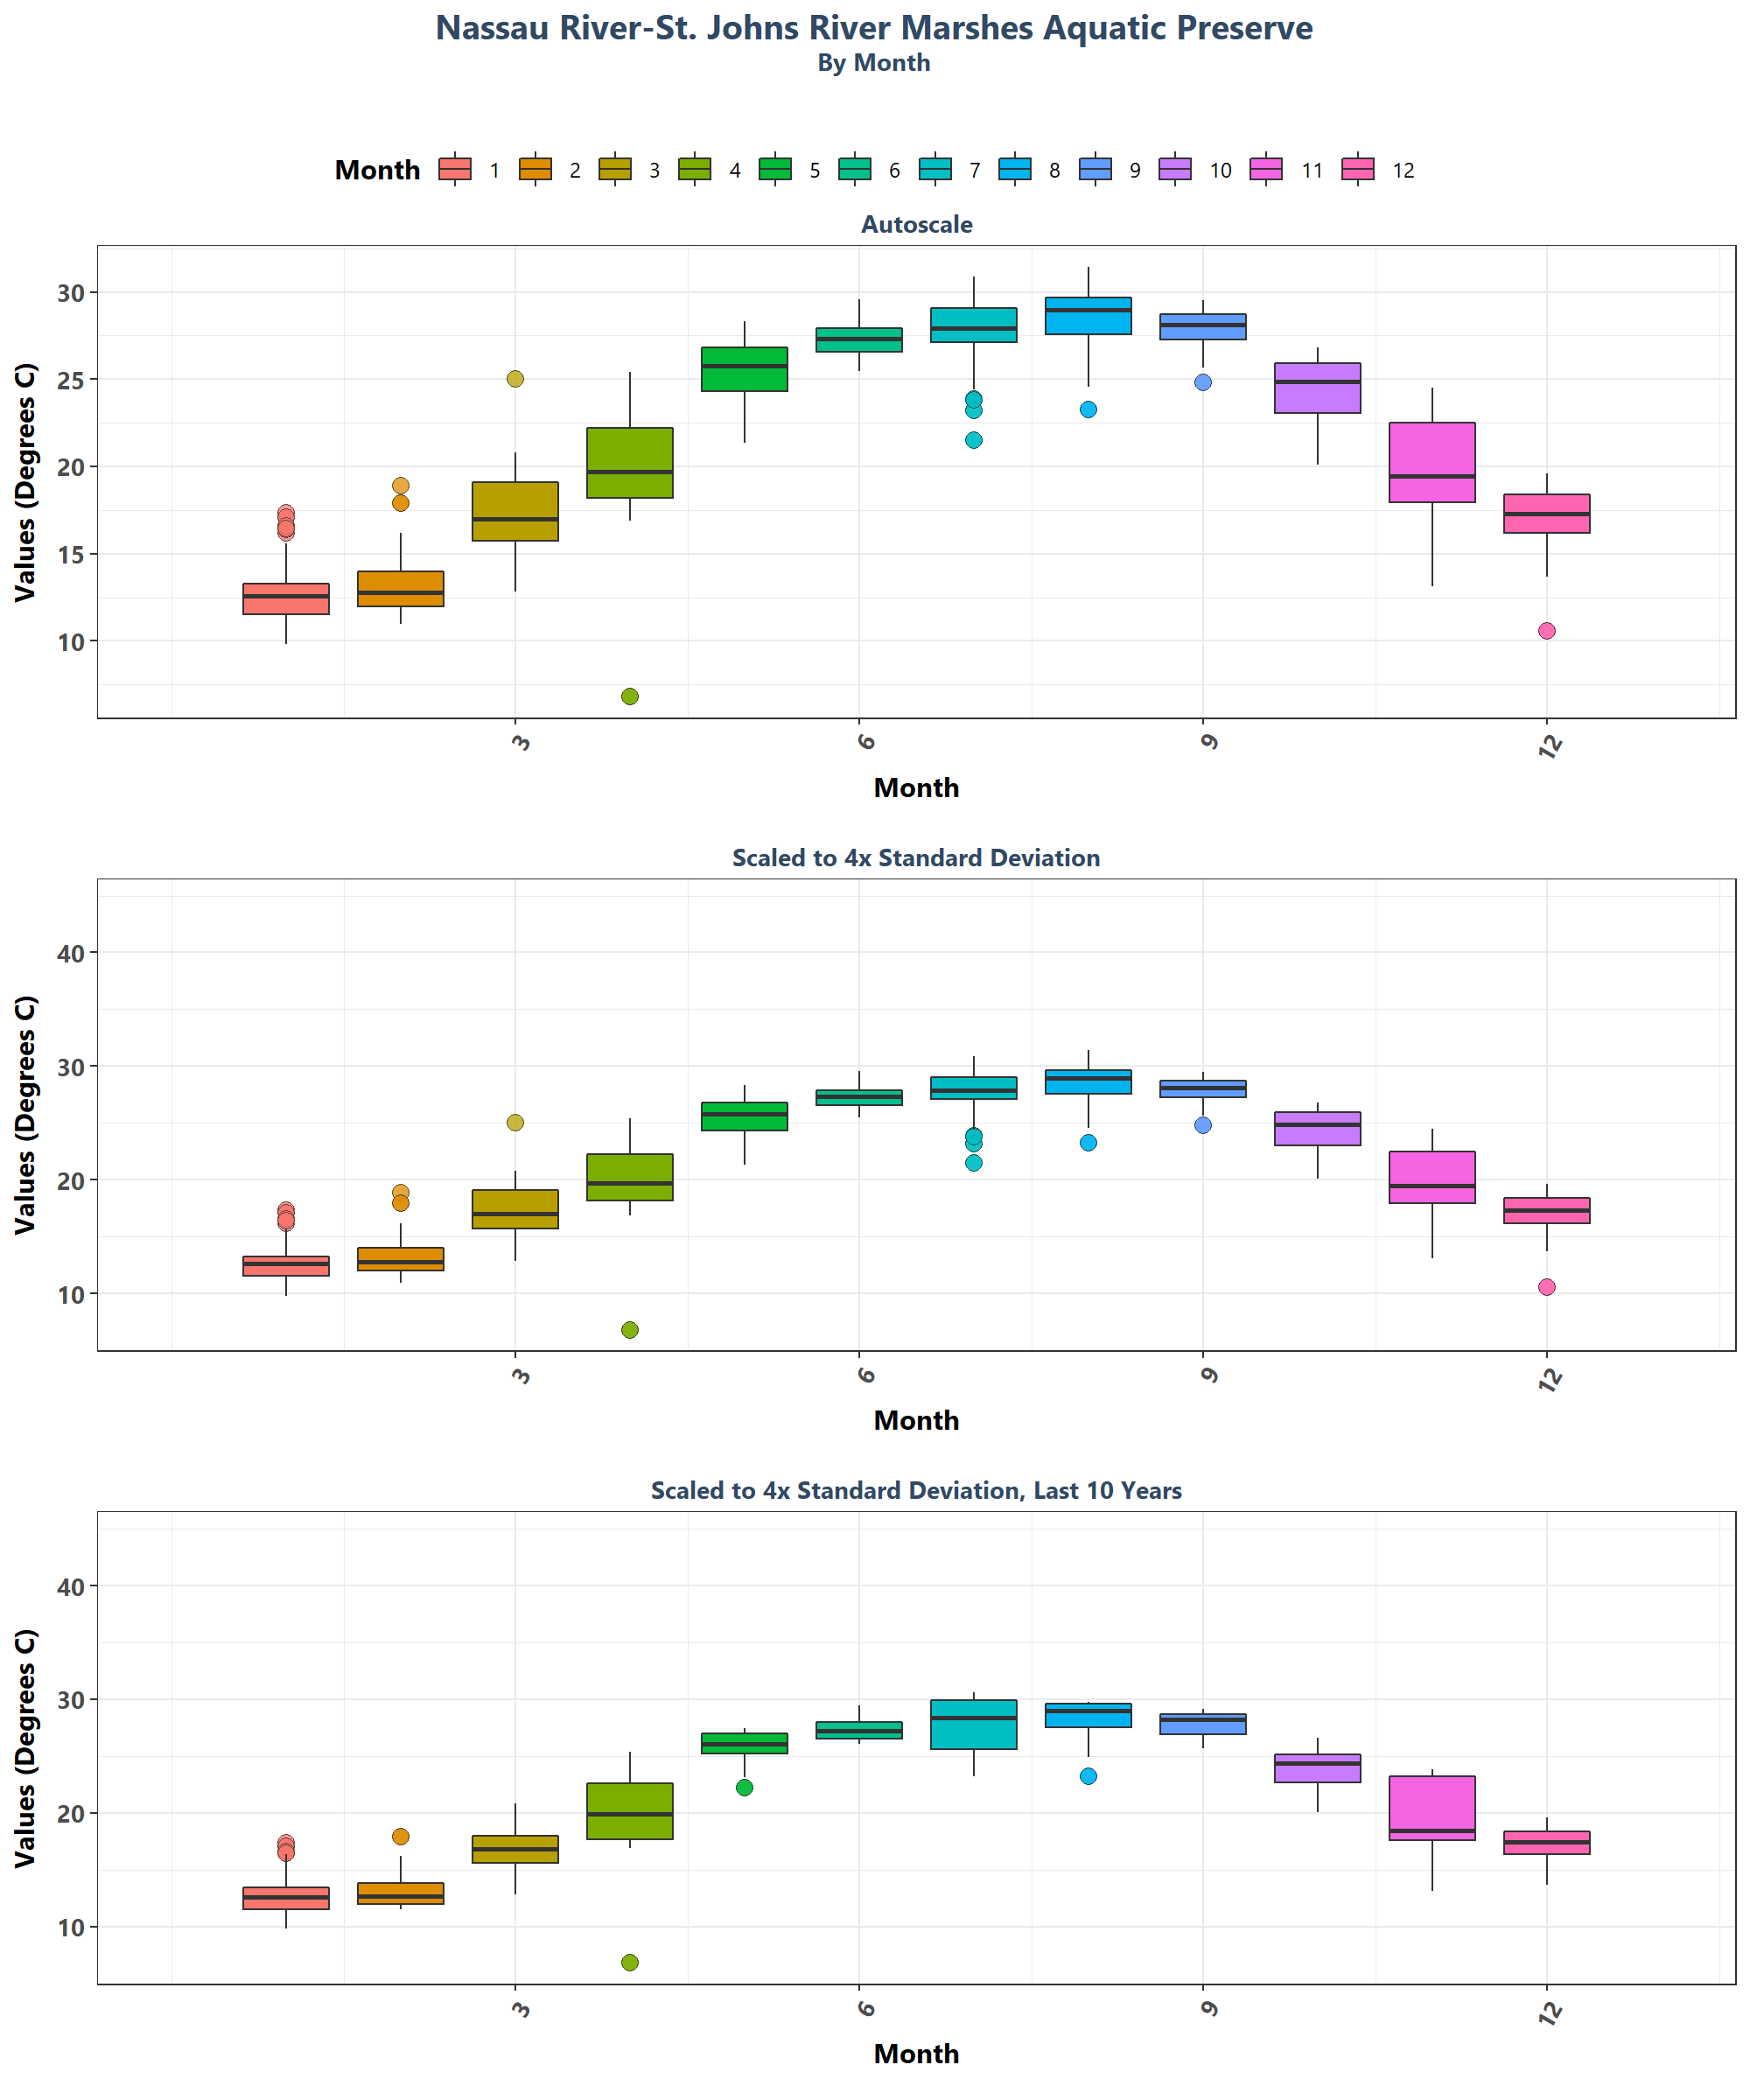 Nassau River-St. Johns River Marshes Aquatic Preserve
By Month
Month 1 2 3 4 5 6 7 8 9 10 11 12
Autoscale
Values (Degrees C)
30
25
20
15
10
3 6 9 12
Month
Scaled to 4x Standard Deviation
Values (Degrees C)
40
30
20
10
3 6 9 12
Month
Scaled to 4x Standard Deviation, Last 10 Years
Values (Degrees C)
40
30
20
10
3 6 9 12
Month